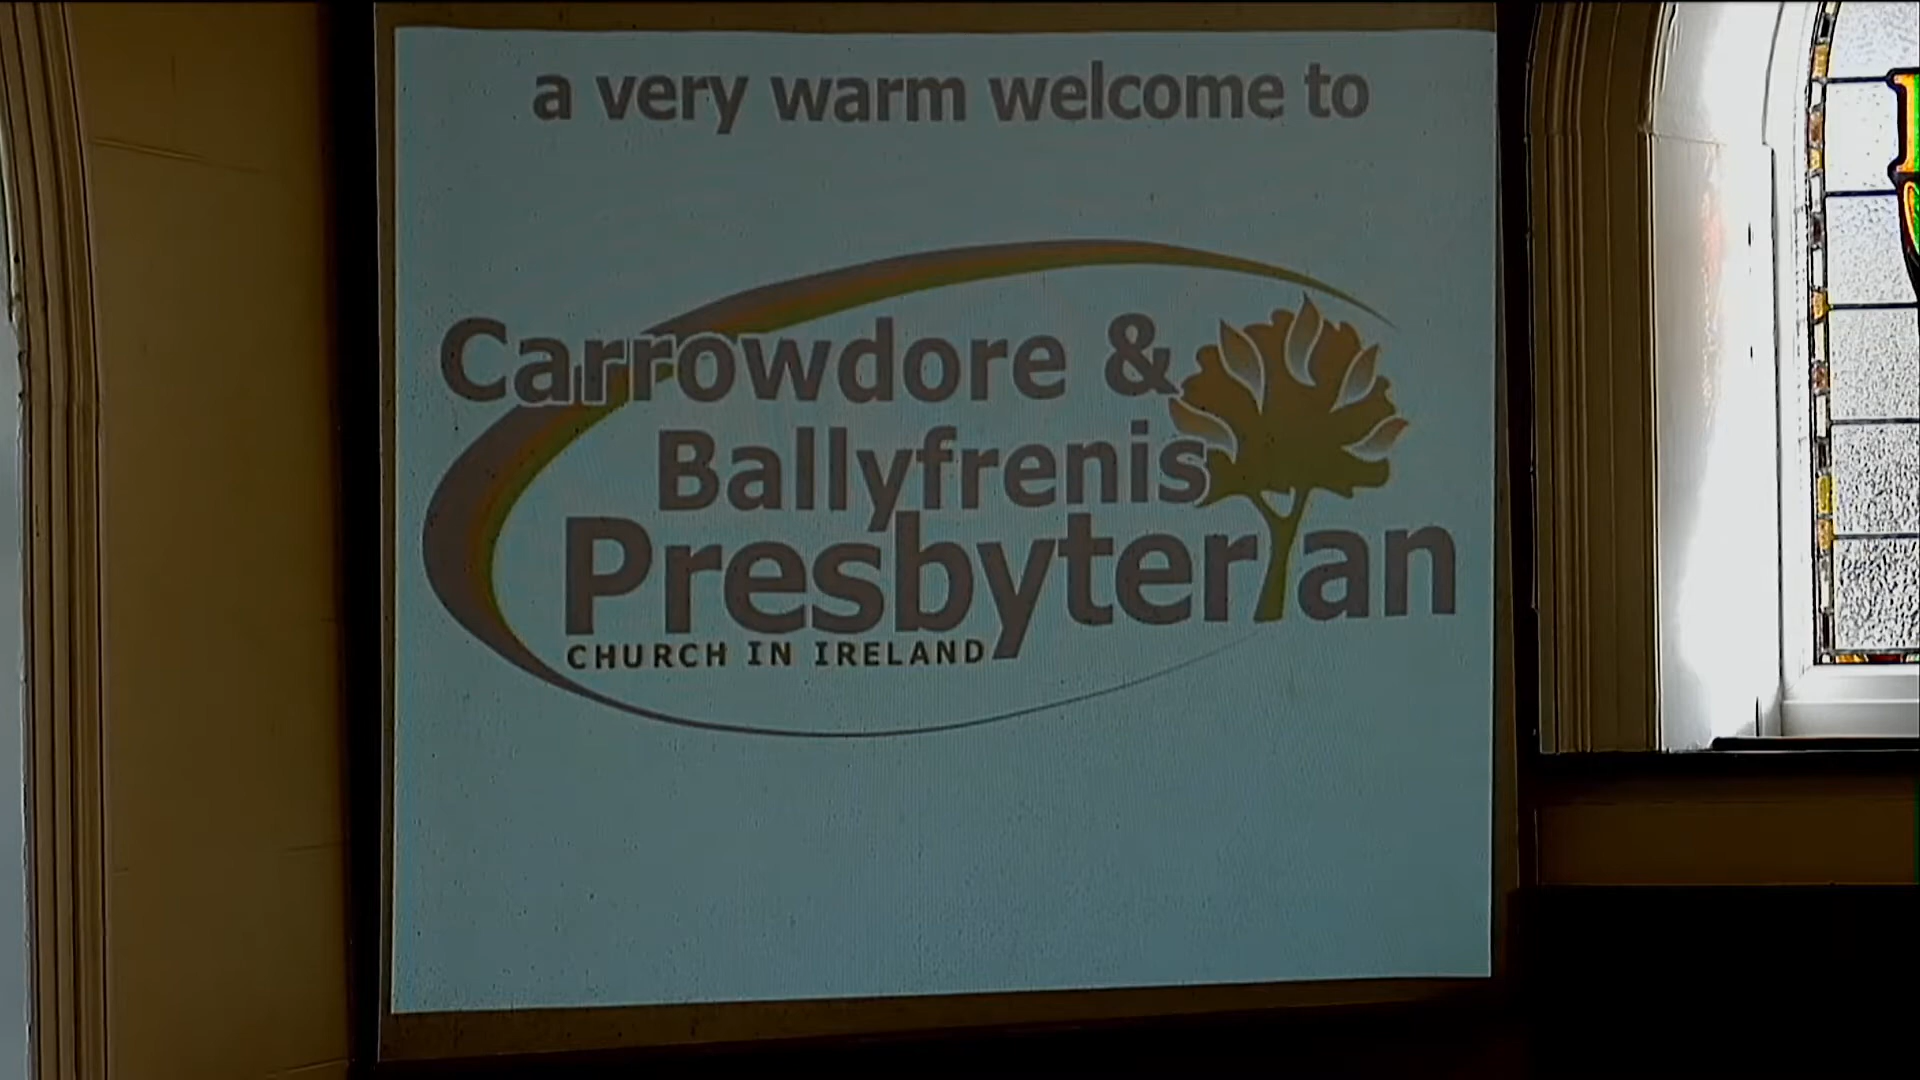 a very warm welcome to
Carrowdore &
Ballyfrenis
Presbyterian
CHURCH IN IRELAND